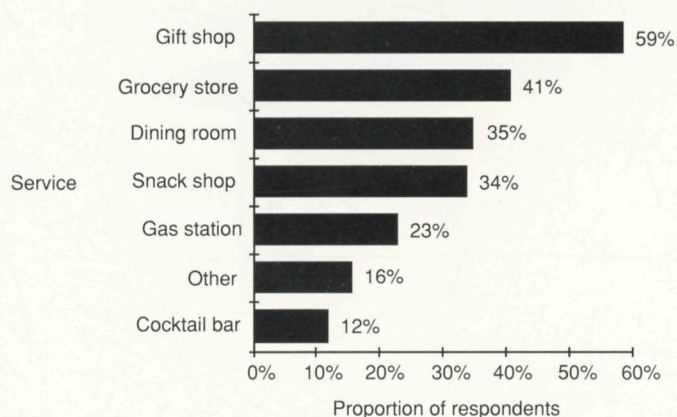 Gift shop 59%
Grocery store 41%
Dining room 35%
Service Snack shop 34%
Gas station 23%
Other 16%
Cocktail bar 12%
0% 10% 20% 30% 40% 50% 60%
Proportion of respondents